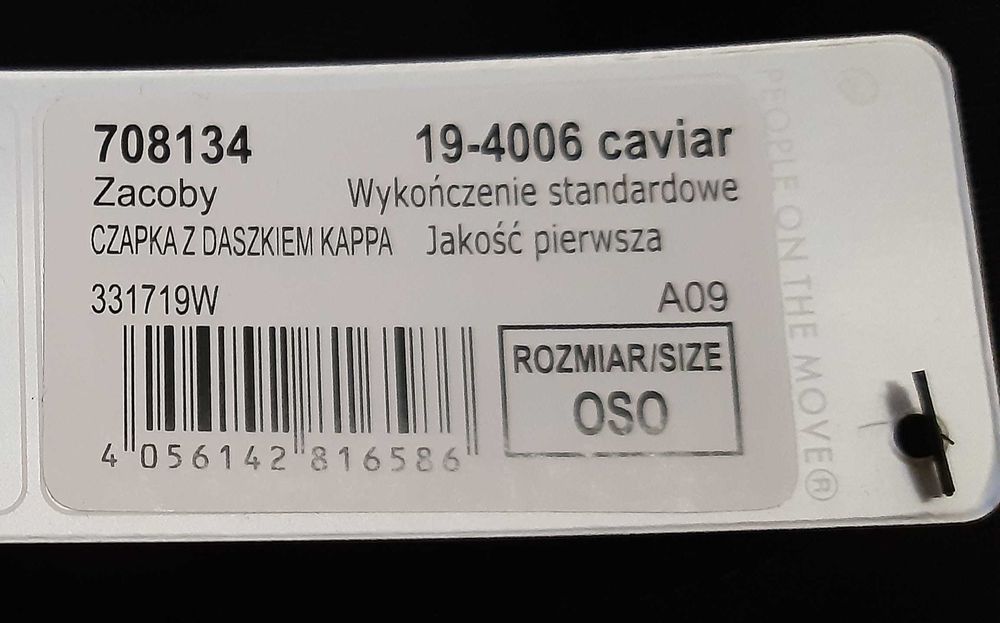 708134 19-4006 caviar
Zacoby Wykończenie standardowe
CZAPKA Z DASZKIEM KAPPA Jakość pierwsza
331719W A09
ROZMIAR/SIZE
OSO
4 056142 816586
PEOPLE ON THE MOVE®